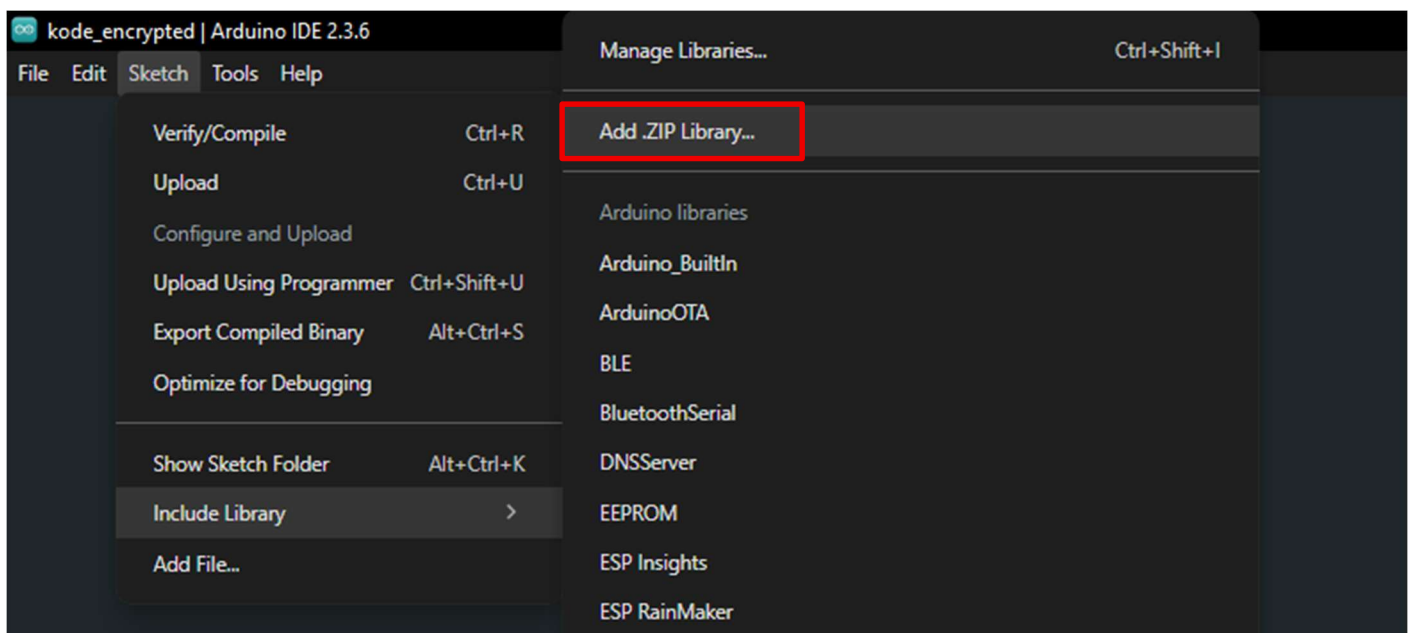 kode_encrypted | Arduino IDE 2.3.6
File Edit Sketch Tools Help
Verify/Compile Ctrl+R
Upload Ctrl+U
Configure and Upload
Upload Using Programmer Ctrl+Shift+U
Export Compiled Binary Alt+Ctrl+S
Optimize for Debugging
Show Sketch Folder Alt+Ctrl+K
Include Library >
Add File...
Manage Libraries... Ctrl+Shift+I
Add .ZIP Library...
Arduino libraries
Arduino_BuiltIn
ArduinoOTA
BLE
BluetoothSerial
DNSServer
EEPROM
ESP Insights
ESP RainMaker